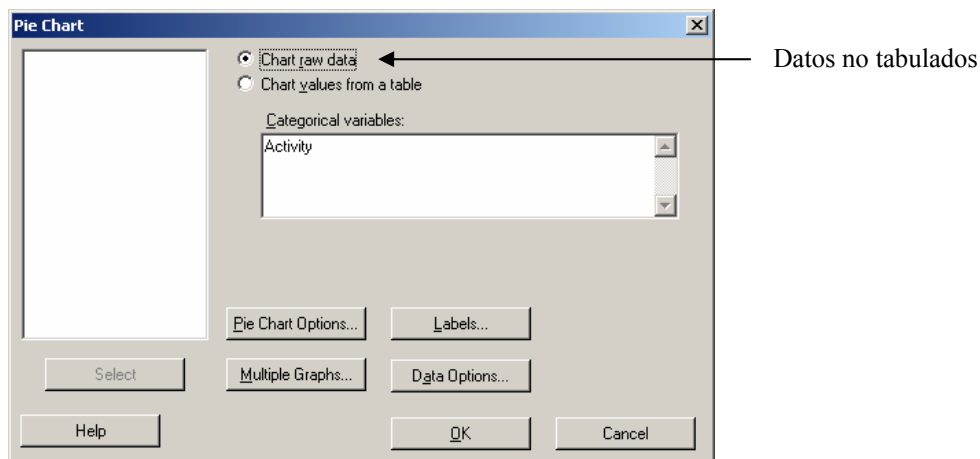 Pie Chart
Chart raw data
Datos no tabulados
Chart values from a table
Categorical variables:
Activity
Pie Chart Options...
Labels...
Select
Multiple Graphs...
Data Options...
Help
OK
Cancel